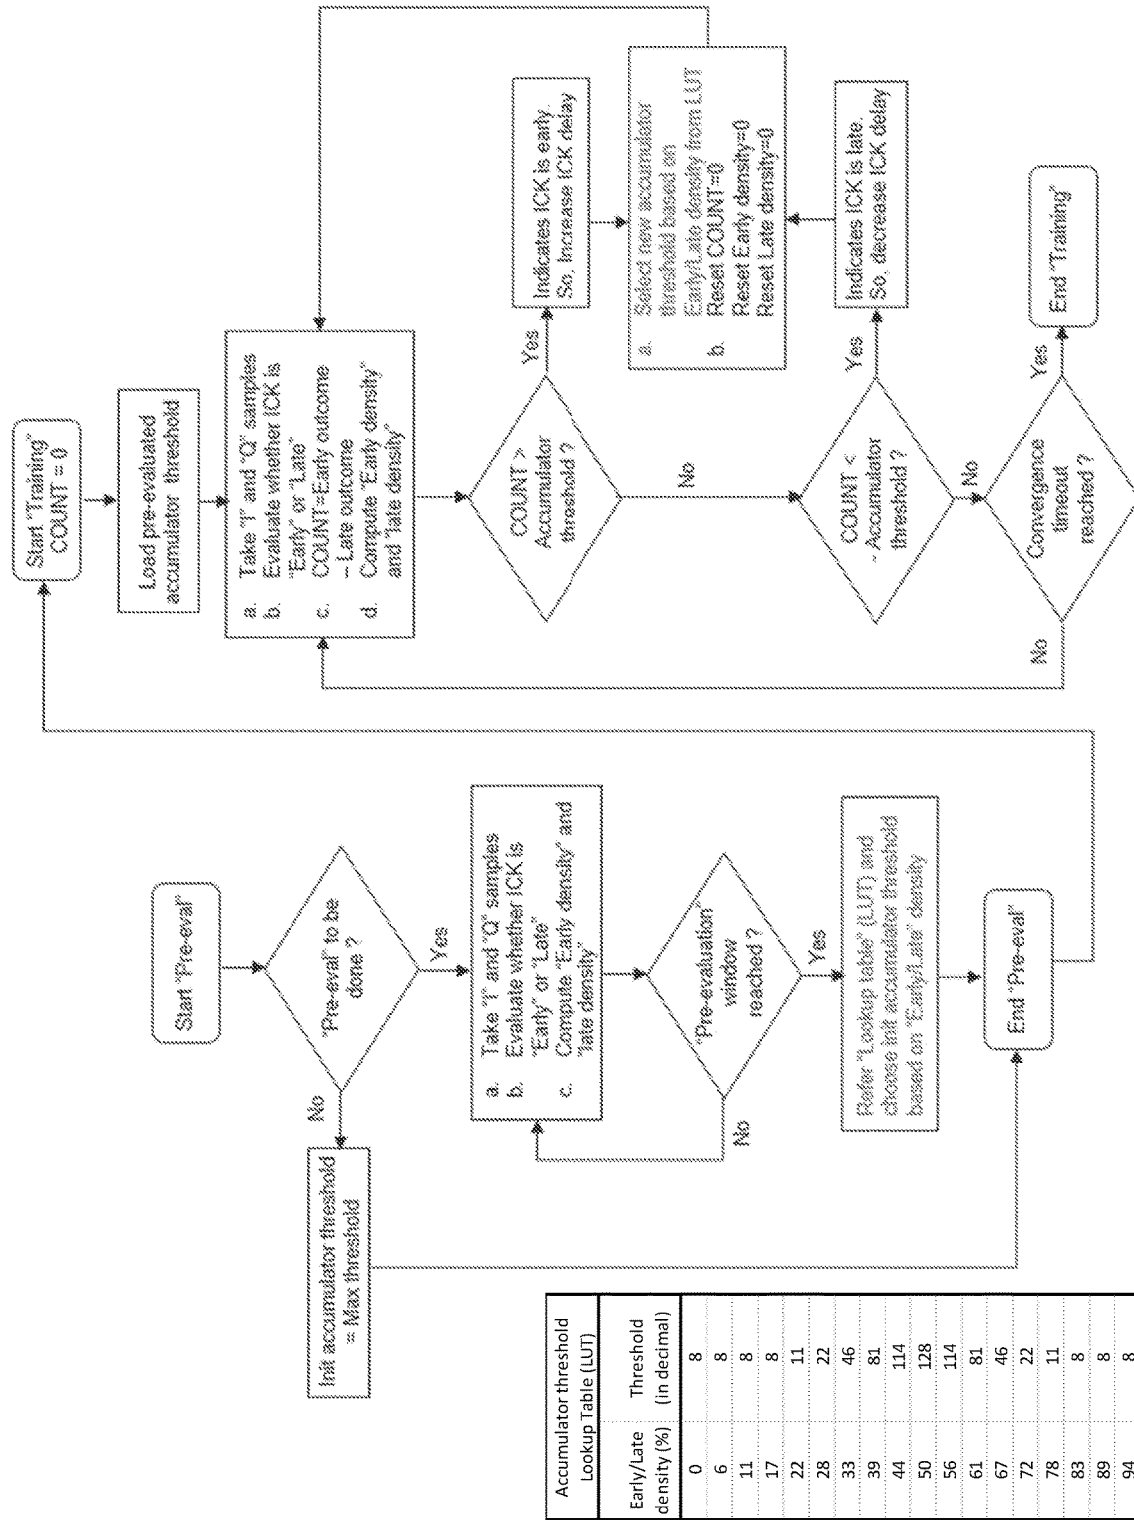 Start "Pre-eval"
"Pre-eval" to be
done ?
No
Yes
Init accumulator threshold
= Max threshold
a. Take "I" and "Q" samples
b. Evaluate whether ICK is
"Early" or "Late"
c. Compute "Early density" and
"late density"
"Pre-evaluation"
window
reached ?
No
Yes
Refer "Lookup table" (LUT) and
choose init accumulator threshold
based on "Early/Late" density
End "Pre-eval"
Start "Training"
COUNT = 0
Load pre-evaluated
accumulator threshold
a. Take "I" and "Q" samples
b. Evaluate whether ICK is
"Early" or "Late"
c. COUNT=Early outcome
– Late outcome
d. Compute "Early density"
and "late density"
COUNT >
Accumulator
threshold ?
Yes
No
Indicates ICK is early.
So, Increase ICK delay
a. Select new accumulator
threshold based on
Early/Late density from LUT
b. Reset COUNT=0
Reset Early density=0
Reset Late density=0
COUNT <
- Accumulator
threshold ?
Yes
No
Indicates ICK is late.
So, decrease ICK delay
Convergence
timeout
reached ?
Yes
No
End "Training"
Accumulator threshold
Lookup Table (LUT)
Early/Late Threshold
density (%) (in decimal)
0 8
6 8
11 8
17 8
22 11
28 22
33 46
39 81
44 114
50 128
56 114
61 81
67 46
72 22
78 11
83 8
89 8
94 8